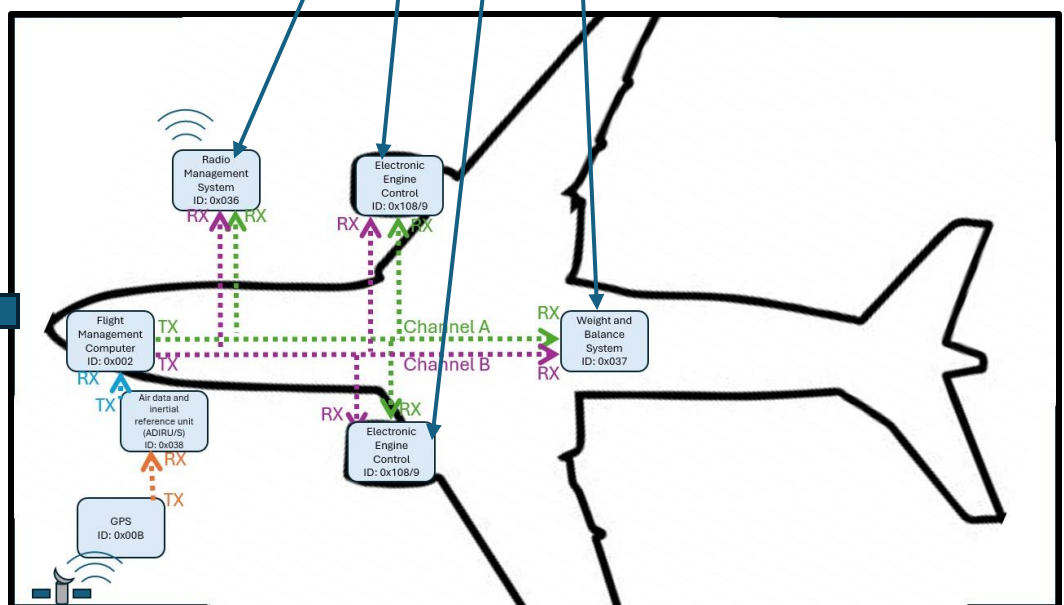 Radio
Management
System
ID: 0x036
RX
RX
Electronic
Engine
Control
ID: 0x108/9
RX
RX
Flight
Management
Computer
ID: 0x002
TX
TX
Channel A
Channel B
RX
RX
Weight and
Balance
System
ID: 0x037
RX
TX
Air data and
inertial
reference unit
(ADIRU/S)
ID: 0x038
RX
TX
GPS
ID: 0x00B
RX
RX
Electronic
Engine
Control
ID: 0x108/9